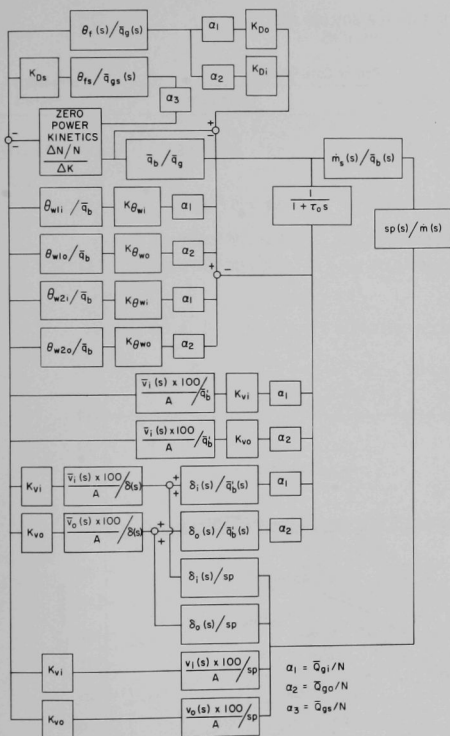 θf(s)/q̄g(s) α1 KDo
KDs θfs/q̄gs(s) α2 KDi
α3
ZERO
POWER
KINETICS
ΔN/N
ΔK
+
−
−
−
q̄b/q̄g ṁs(s)/q̄b(s)
1
1 + τos
sp(s)/ṁ(s)
θw1i/q̄b Kθwi α1
θw1o/q̄b Kθwo α2
+ −
θw2i/q̄b Kθwi α1
θw2o/q̄b Kθwo α2
v̄i(s) x 100
A / q̄'b Kvi α1
v̄i(s) x 100
A / q̄'b Kvo α2
Kvi v̄i(s) x 100
A / δ(s) + + δi(s)/q̄'b(s) α1
Kvo v̄o(s) x 100
A / δ(s) + + δo(s)/q̄'b(s) α2
δi(s)/sp
δo(s)/sp
Kvi vi(s) x 100
A / sp
Kvo vo(s) x 100
A / sp
α1 = Q̄gi/N
α2 = Q̄go/N
α3 = Q̄gs/N